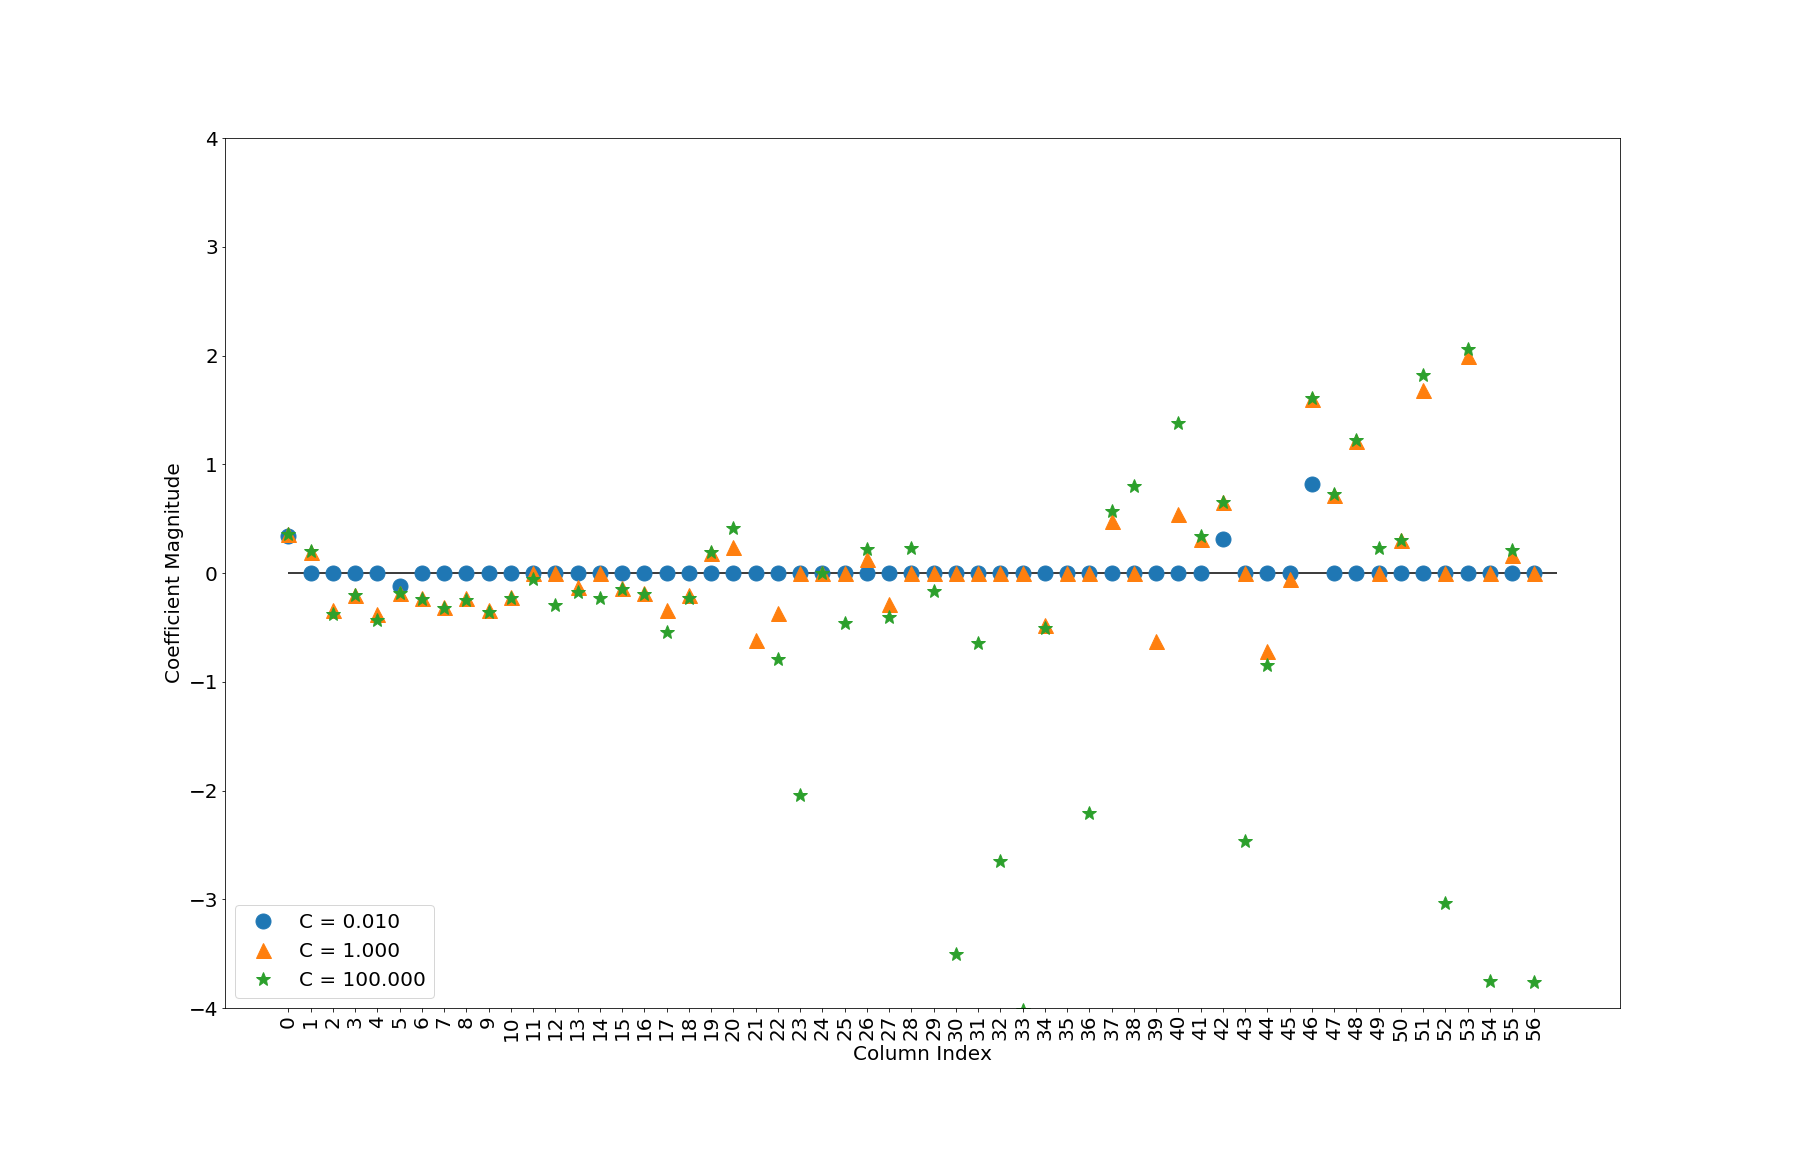 4
3
2
1
0
−1
−2
−3
−4
Coefficient Magnitude
C = 0.010
C = 1.000
C = 100.000
0 1 2 3 4 5 6 7 8 9 10 11 12 13 14 15 16 17 18 19 20 21 22 23 24 25 26 27 28 29 30 31 32 33 34 35 36 37 38 39 40 41 42 43 44 45 46 47 48 49 50 51 52 53 54 55 56
Column Index